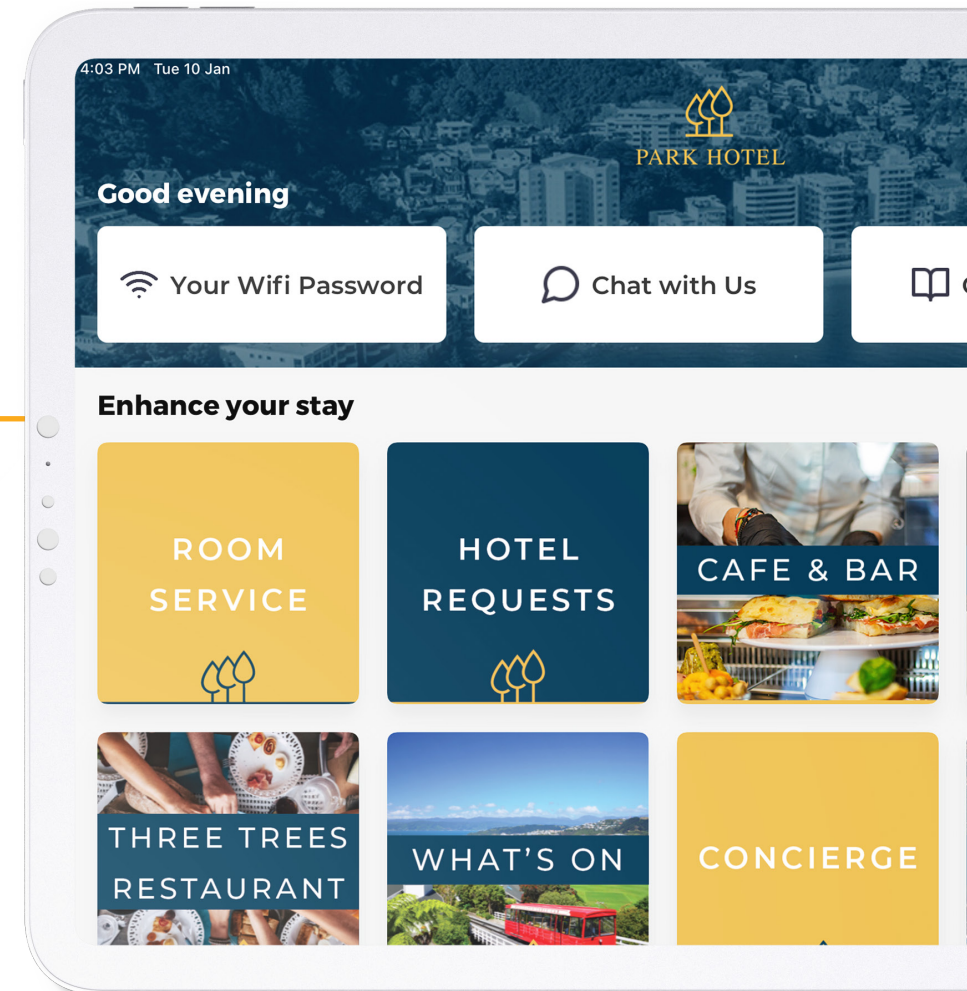 4:03 PM Tue 10 Jan
PARK HOTEL
Good evening
Your Wifi Password
Chat with Us
Enhance your stay
ROOM
SERVICE
HOTEL
REQUESTS
CAFE & BAR
THREE TREES
RESTAURANT
WHAT'S ON
CONCIERGE